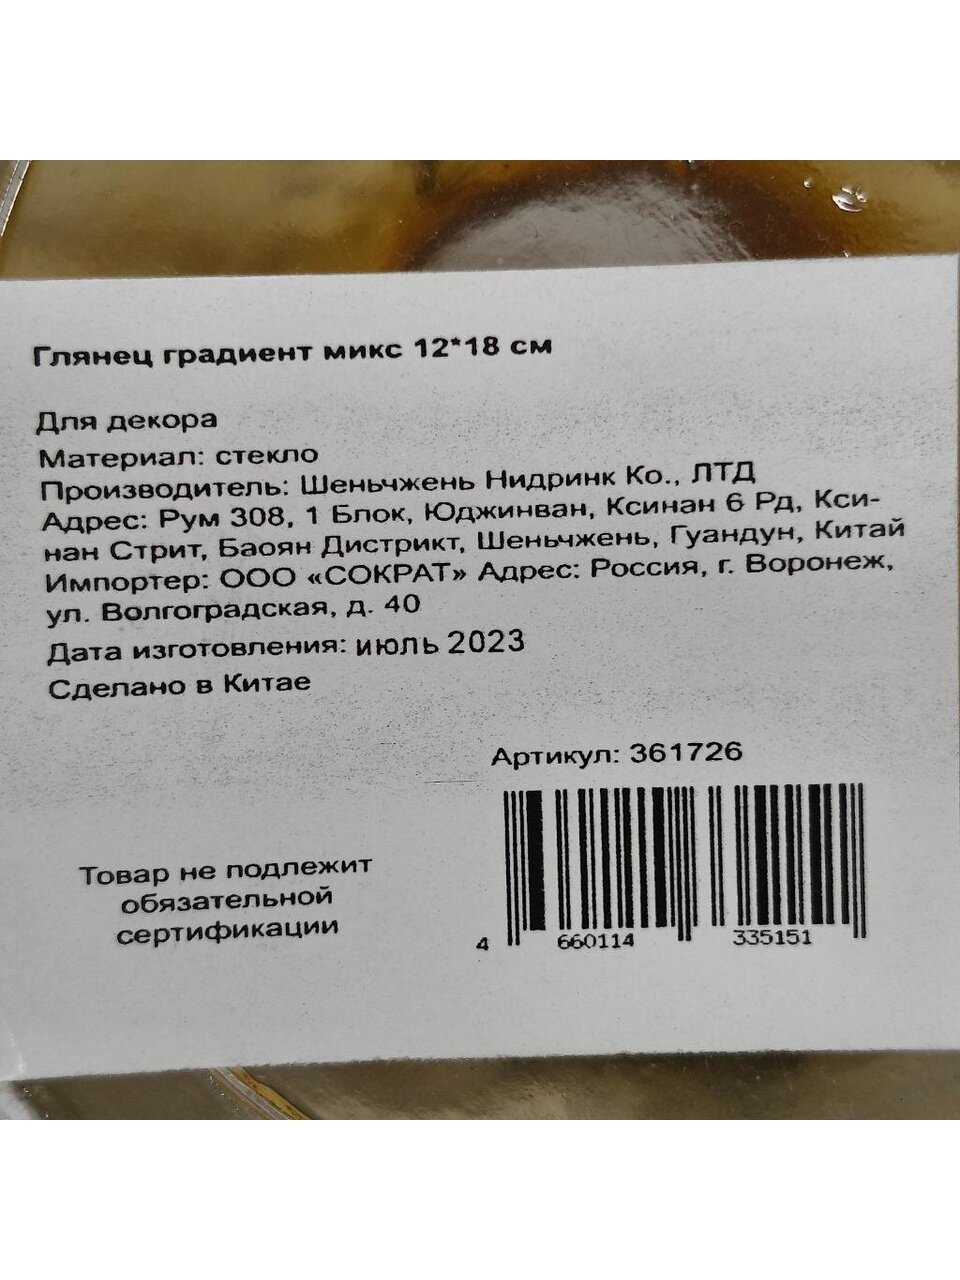 Глянец градиент микс 12*18 см
Для декора
Материал: стекло
Производитель: Шеньчжень Нидринк Ко., ЛТД
Адрес: Рум 308, 1 Блок, Юджинван, Ксинан 6 Рд, Кси-
нан Стрит, Баоян Дистрикт, Шеньчжень, Гуандун, Китай
Импортер: ООО «СОКРАТ» Адрес: Россия, г. Воронеж,
ул. Волгоградская, д. 40
Дата изготовления: июль 2023
Сделано в Китае
Артикул: 361726
Товар не подлежит
обязательной
сертификации
4 660114 335151